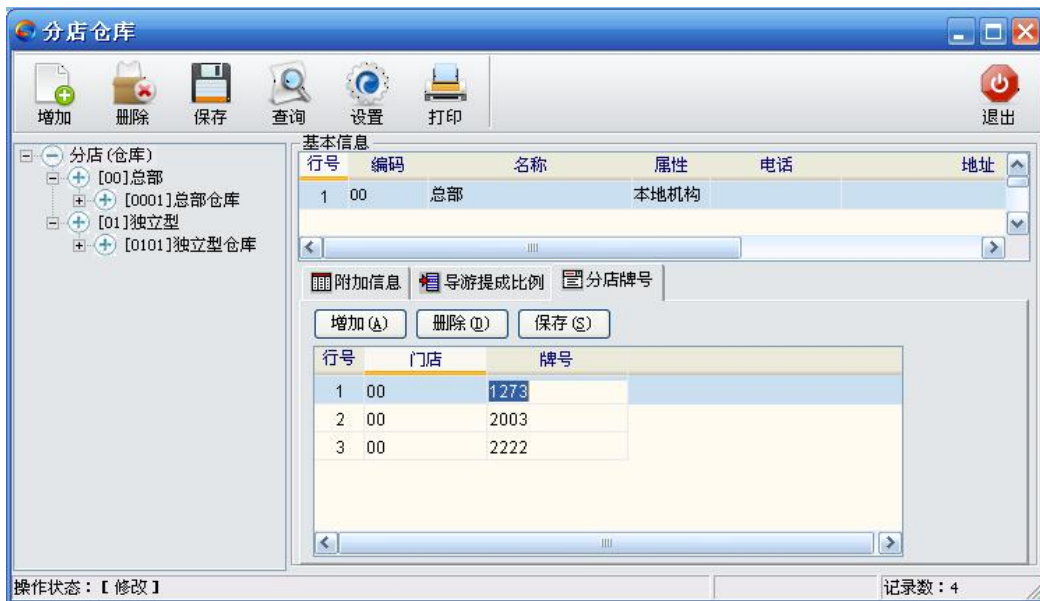 分店仓库
增加 删除 保存 查询 设置 打印 退出
分店(仓库)
[00]总部
[0001]总部仓库
[01]独立型
[0101]独立型仓库
基本信息
行号 编码 名称 属性 电话 地址
1 00 总部 本地机构
附加信息 导游提成比例 分店牌号
增加(A) 删除(D) 保存(S)
行号 门店 牌号
1 00 1273
2 00 2003
3 00 2222
操作状态：【修改】 记录数：4